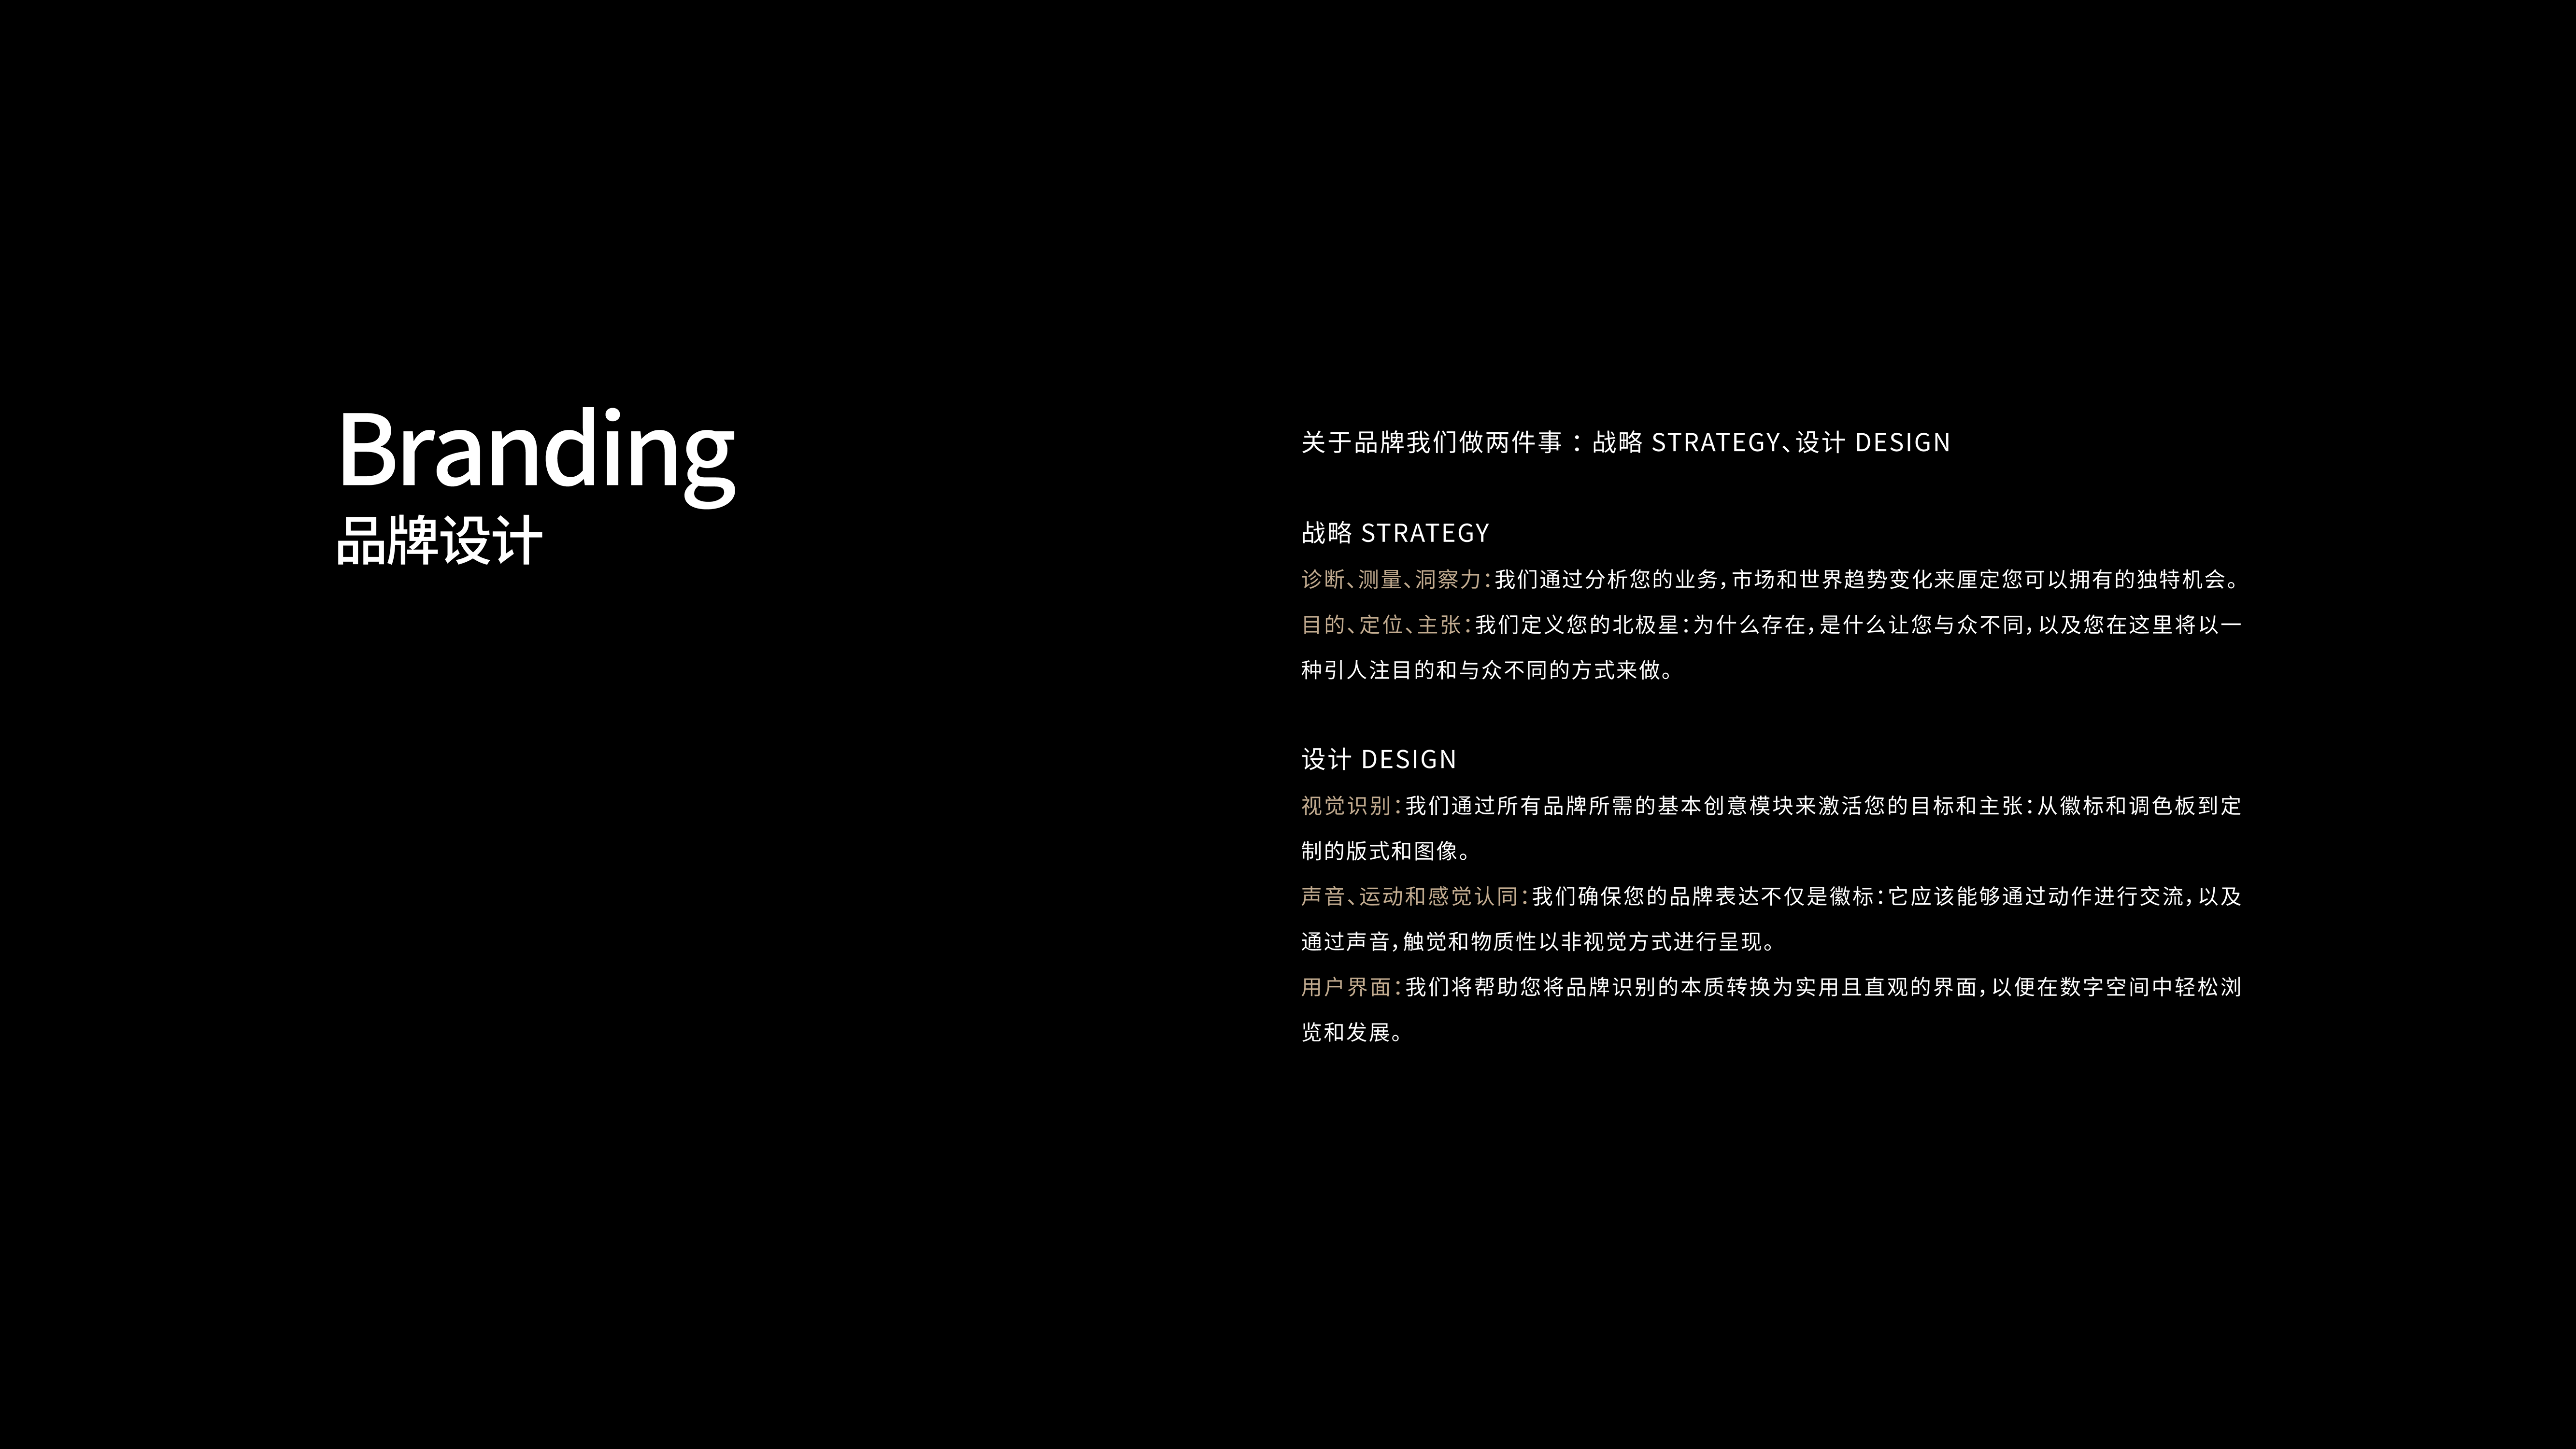 Branding
品牌设计
关于品牌我们做两件事：战略 STRATEGY、设计 DESIGN
战略 STRATEGY
诊断、测量、洞察力：我们通过分析您的业务，市场和世界趋势变化来厘定您可以拥有的独特机会。
目的、定位、主张：我们定义您的北极星：为什么存在，是什么让您与众不同，以及您在这里将以一
种引人注目的和与众不同的方式来做。
设计 DESIGN
视觉识别：我们通过所有品牌所需的基本创意模块来激活您的目标和主张：从徽标和调色板到定
制的版式和图像。
声音、运动和感觉认同：我们确保您的品牌表达不仅是徽标：它应该能够通过动作进行交流，以及
通过声音，触觉和物质性以非视觉方式进行呈现。
用户界面：我们将帮助您将品牌识别的本质转换为实用且直观的界面，以便在数字空间中轻松浏
览和发展。